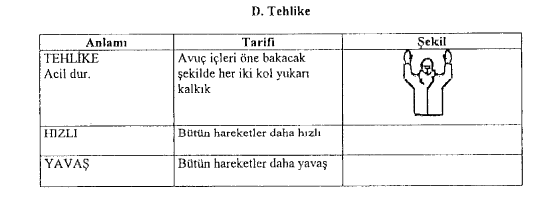 D. Tehlike
Anlamı Tarifi Şekil
TEHLİKE Avuç içleri öne bakacak
Acil dur. şekilde her iki kol yukarı
kalkık
HIZLI Bütün hareketler daha hızlı
YAVAŞ Bütün hareketler daha yavaş